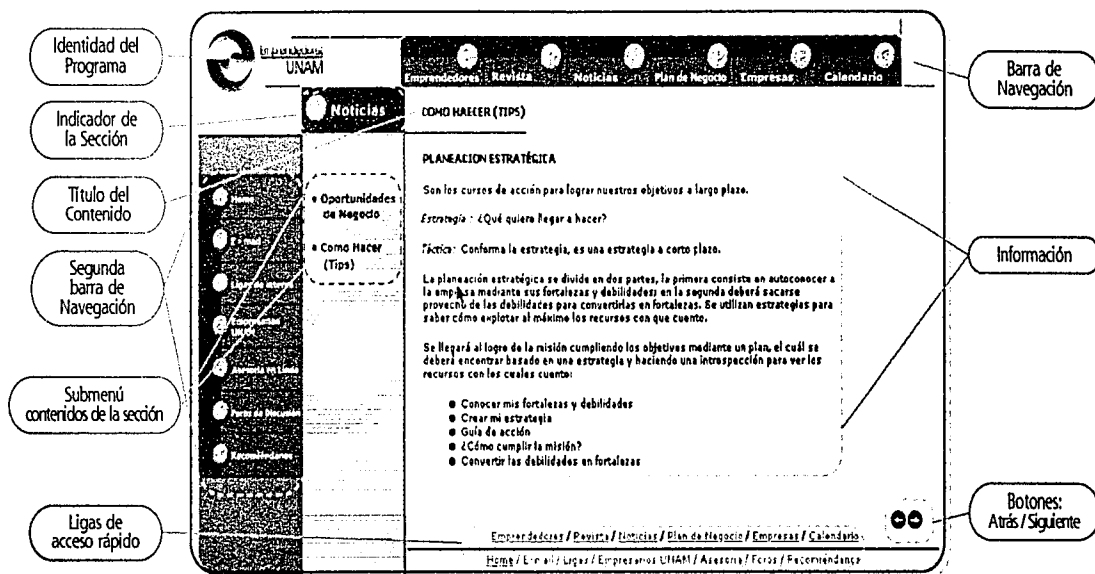 Identidad del
Programa
Indicador de
la Sección
Título del
Contenido
Segunda
barra de
Navegación
Submenú
contenidos de la sección
Ligas de
acceso rápido
Emprendedores
UNAM
Emprendedores Revista Noticias Plan de Negocio Empresas Calendario
Noticias
Oportunidades
de Negocio
Como Hacer
(Tips)
COMO HAECER (TIPS)
PLANEACION ESTRATÉGICA
Son los cursos de acción para lograr nuestros objetivos a largo plazo.
Estrategia : ¿Qué quiero llegar a hacer?
Táctica: Conforma la estrategia, es una estrategia a corto plazo.
La planeación estratégica se divide en dos partes, la primera consiste en autoconocer a
la empresa mediante sus fortalezas y debilidades; en la segunda deberá sacarse
provecho de las debilidades para convertirlas en fortalezas. Se utilizan estrategias para
saber cómo explotar al máximo los recursos con que cuento.
Se llegará al logro de la misión cumpliendo los objetivos mediante un plan, el cuál se
deberá encontrar basado en una estrategia y haciendo una introspección para ver los
recursos con los cuales cuento:
Conocer mis fortalezas y debilidades
Crear mi estrategia
Guía de acción
¿Cómo cumplir la misión?
Convertir las debilidades en fortalezas
Emprendedores / Revista / Noticias / Plan de Negocio / Empresas / Calendario
Home / E-mail / Ligas / Empresarios UNAM / Asesoría / Foros / Recomiéndanos
Barra de
Navegación
Información
Botones:
Atrás / Siguiente